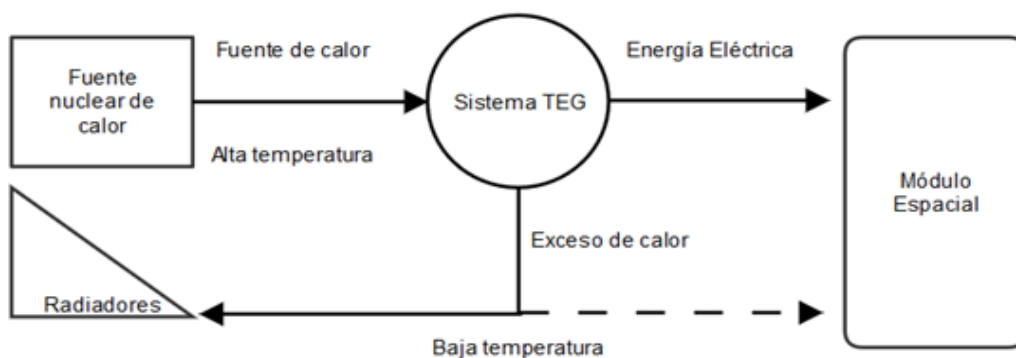 Fuente de calor
Energía Eléctrica
Fuente
nuclear de
calor
Sistema TEG
Alta temperatura
Módulo
Espacial
Exceso de calor
Radiadores
Baja temperatura